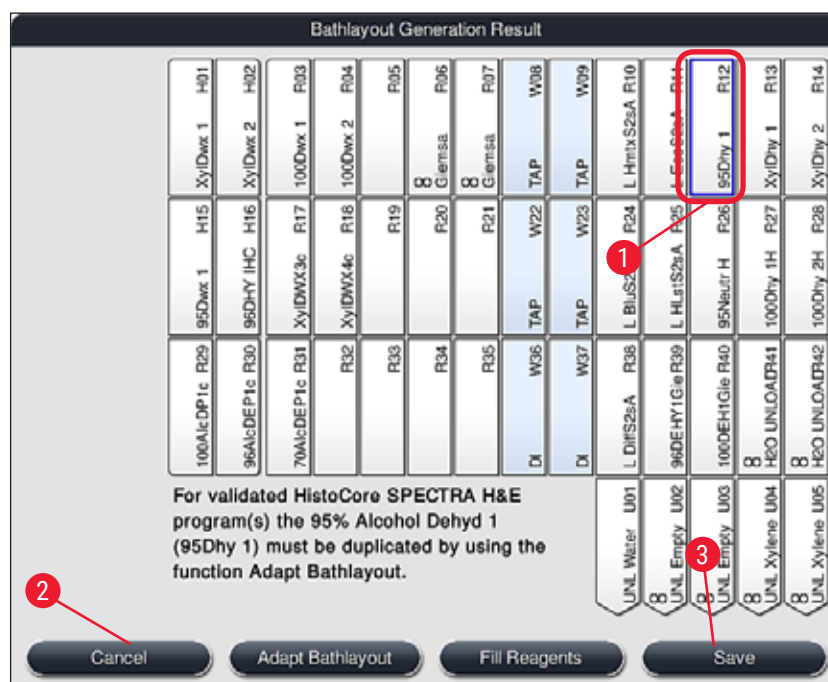 Bathlayout Generation Result
XylDwx 1 H01
XylDwx 2 H02
100Dwx 1 R03
100Dwx 2 R04
R05
∞ Giemsa R06
∞ Giemsa R07
TAP W08
TAP W09
L HmtxS2sA R10
L EosS2sA R11
95Dhy 1 R12
XylDhy 1 R13
XylDhy 2 R14
1
95Dwx 1 H15
96DHY IHC H16
XylDWX3c R17
XylDWX4c R18
R19
R20
R21
TAP W22
TAP W23
L BluS2 R24
L HLstS2sA R25
95Neutr H R26
100Dhy 1H R27
100Dhy 2H R28
100AlcDP1c R29
96AlcDEP1c R30
70AlcDEP1c R31
R32
R33
R34
R35
DI W36
DI W37
L DiffS2sA R38
96DEHY1Gie R39
100DEH1Gie R40
∞ H2O UNLOAD R41
∞ H2O UNLOAD R42
UNL Water U01
∞ UNL Empty U02
∞ UNL Empty U03
∞ UNL Xylene U04
∞ UNL Xylene U05
For validated HistoCore SPECTRA H&E
program(s) the 95% Alcohol Dehyd 1
(95Dhy 1) must be duplicated by using the
function Adapt Bathlayout.
2
3
Cancel
Adapt Bathlayout
Fill Reagents
Save